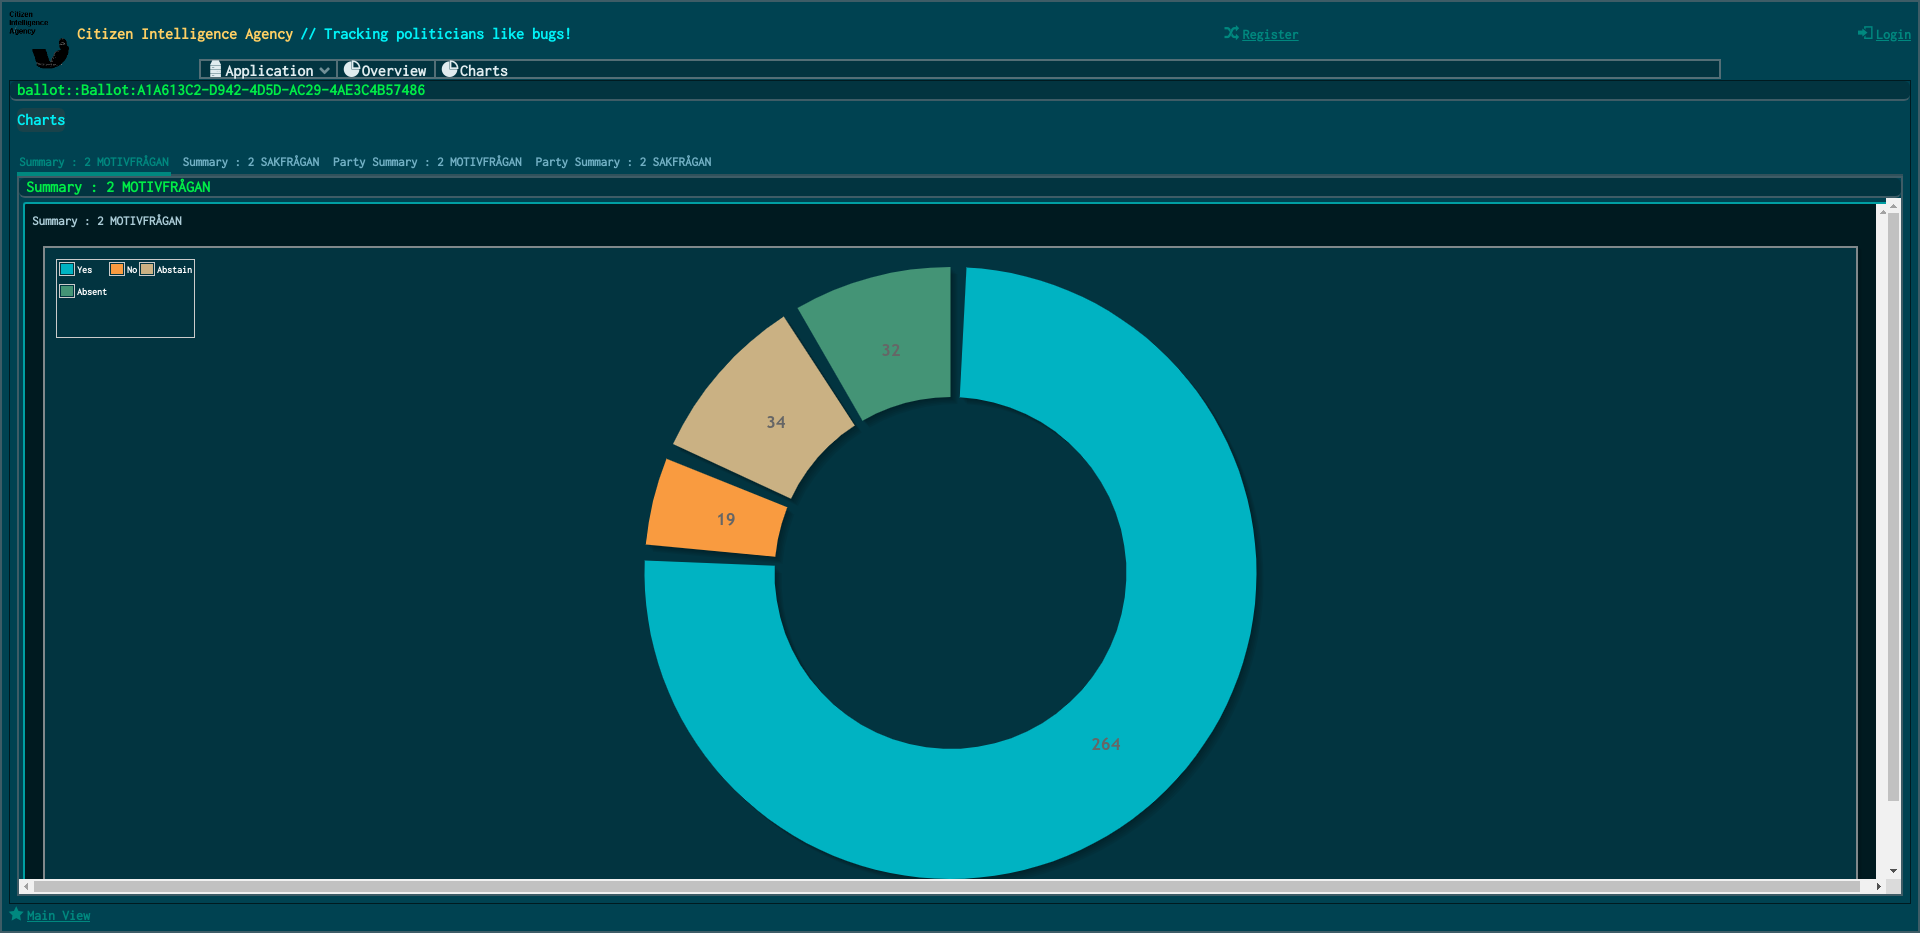 Citizen
Intelligence
Agency
Citizen Intelligence Agency // Tracking politicians like bugs!
Register
Login
Application
Overview
Charts
ballot::Ballot:A1A613C2-D942-4D5D-AC29-4AE3C4B57486
Charts
Summary : 2 MOTIVFRÅGAN
Summary : 2 SAKFRÅGAN
Party Summary : 2 MOTIVFRÅGAN
Party Summary : 2 SAKFRÅGAN
Summary : 2 MOTIVFRÅGAN
Summary : 2 MOTIVFRÅGAN
Yes
No
Abstain
Absent
32
34
19
264
Main View